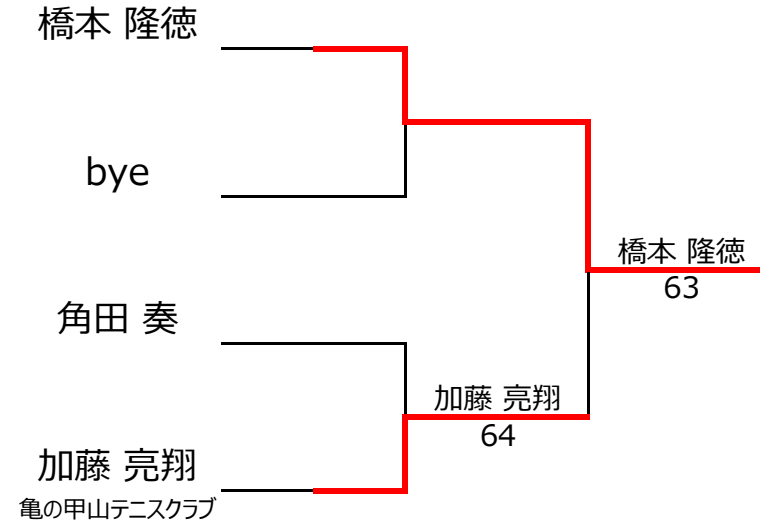 橋本 隆徳
bye
橋本 隆徳
63
角田 奏
加藤 亮翔
64
加藤 亮翔
亀の甲山テニスクラブ